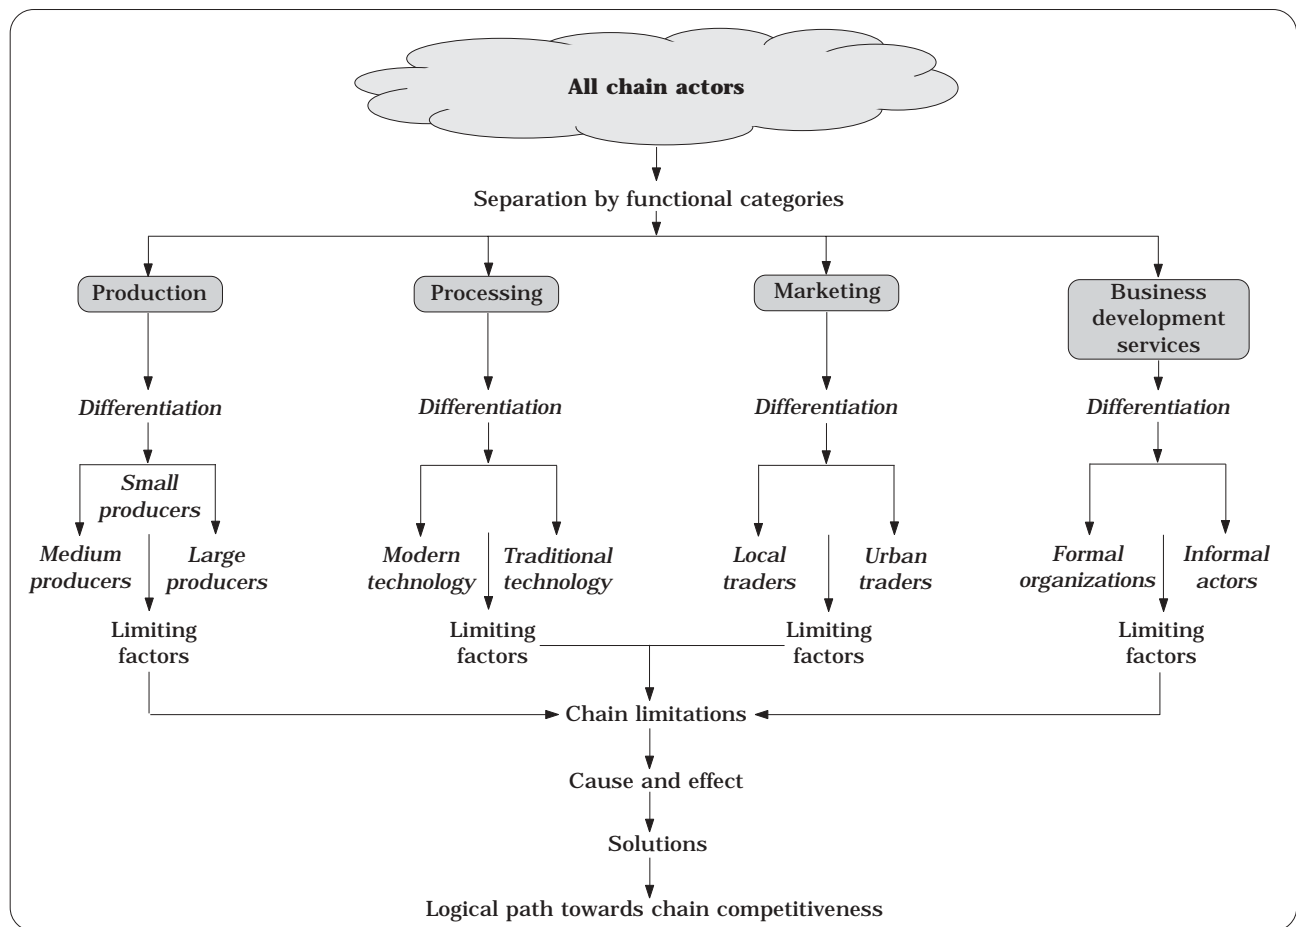 All chain actors
Separation by functional categories
Production
Processing
Marketing
Business
development
services
Differentiation
Differentiation
Differentiation
Differentiation
Small
producers
Medium
producers
Large
producers
Modern
technology
Traditional
technology
Local
traders
Urban
traders
Formal
organizations
Informal
actors
Limiting
factors
Limiting
factors
Limiting
factors
Limiting
factors
Chain limitations
Cause and effect
Solutions
Logical path towards chain competitiveness